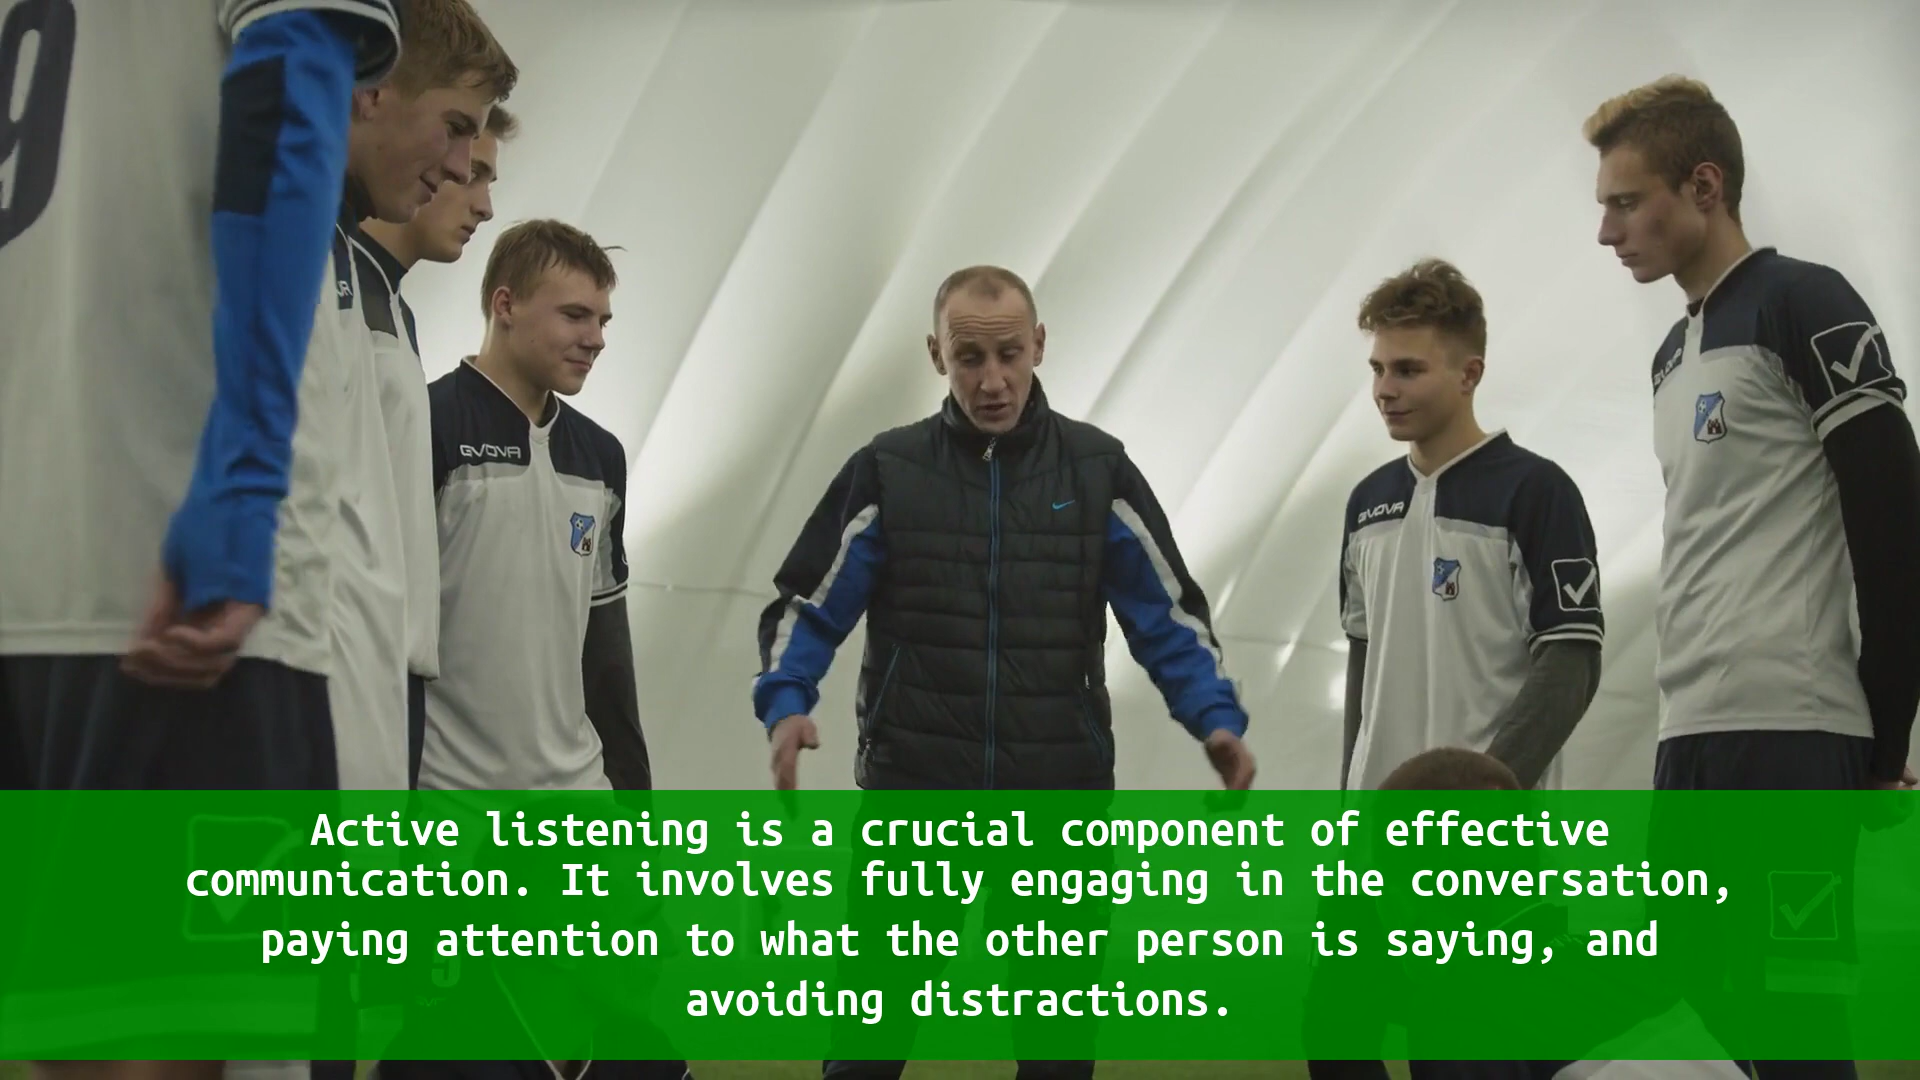 9
GIVOVA
GIVOVA
GIVOVA
Active listening is a crucial component of effective
communication. It involves fully engaging in the conversation,
paying attention to what the other person is saying, and
avoiding distractions.